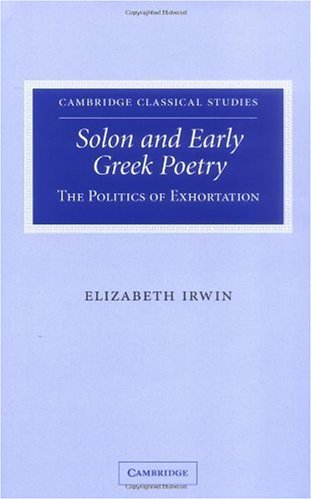 CAMBRIDGE CLASSICAL STUDIES
Solon and Early
Greek Poetry
THE POLITICS OF EXHORTATION
ELIZABETH IRWIN
CAMBRIDGE